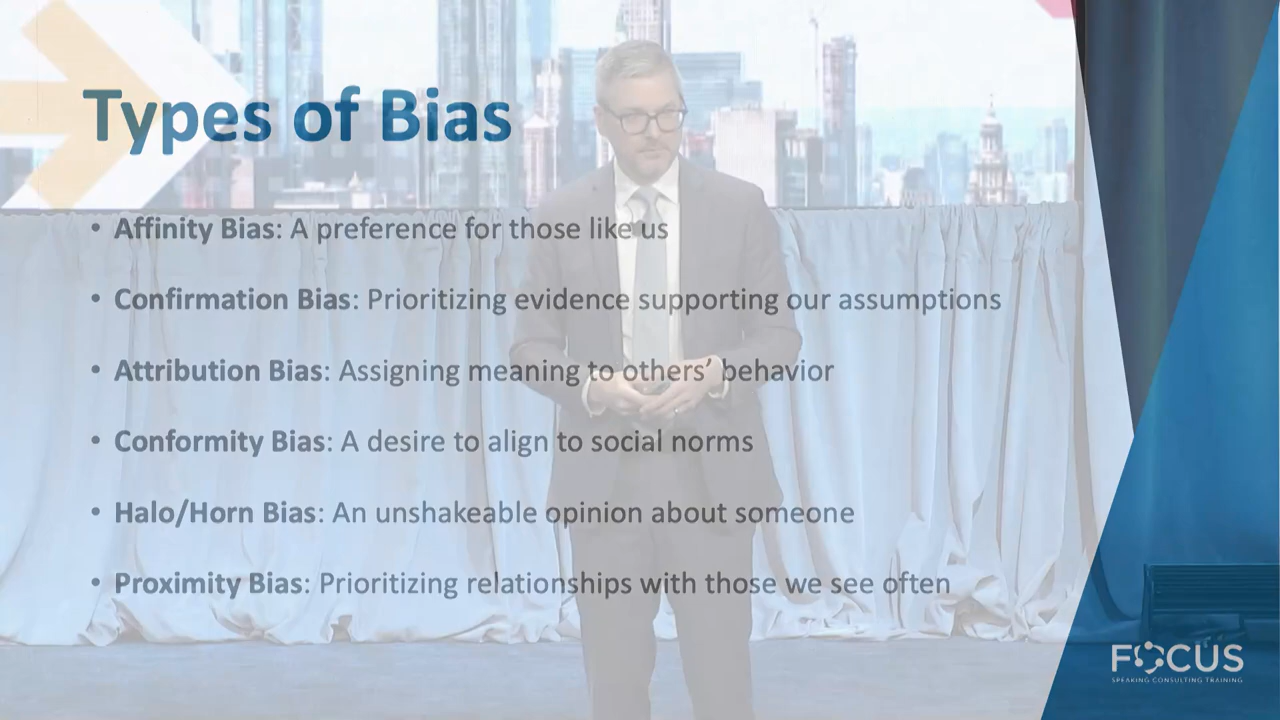 Types of Bias
• Affinity Bias: A preference for those like us
• Confirmation Bias: Prioritizing evidence supporting our assumptions
• Attribution Bias: Assigning meaning to others’ behavior
• Conformity Bias: A desire to align to social norms
• Halo/Horn Bias: An unshakeable opinion about someone
• Proximity Bias: Prioritizing relationships with those we see often
FOCUS
SPEAKING CONSULTING TRAINING